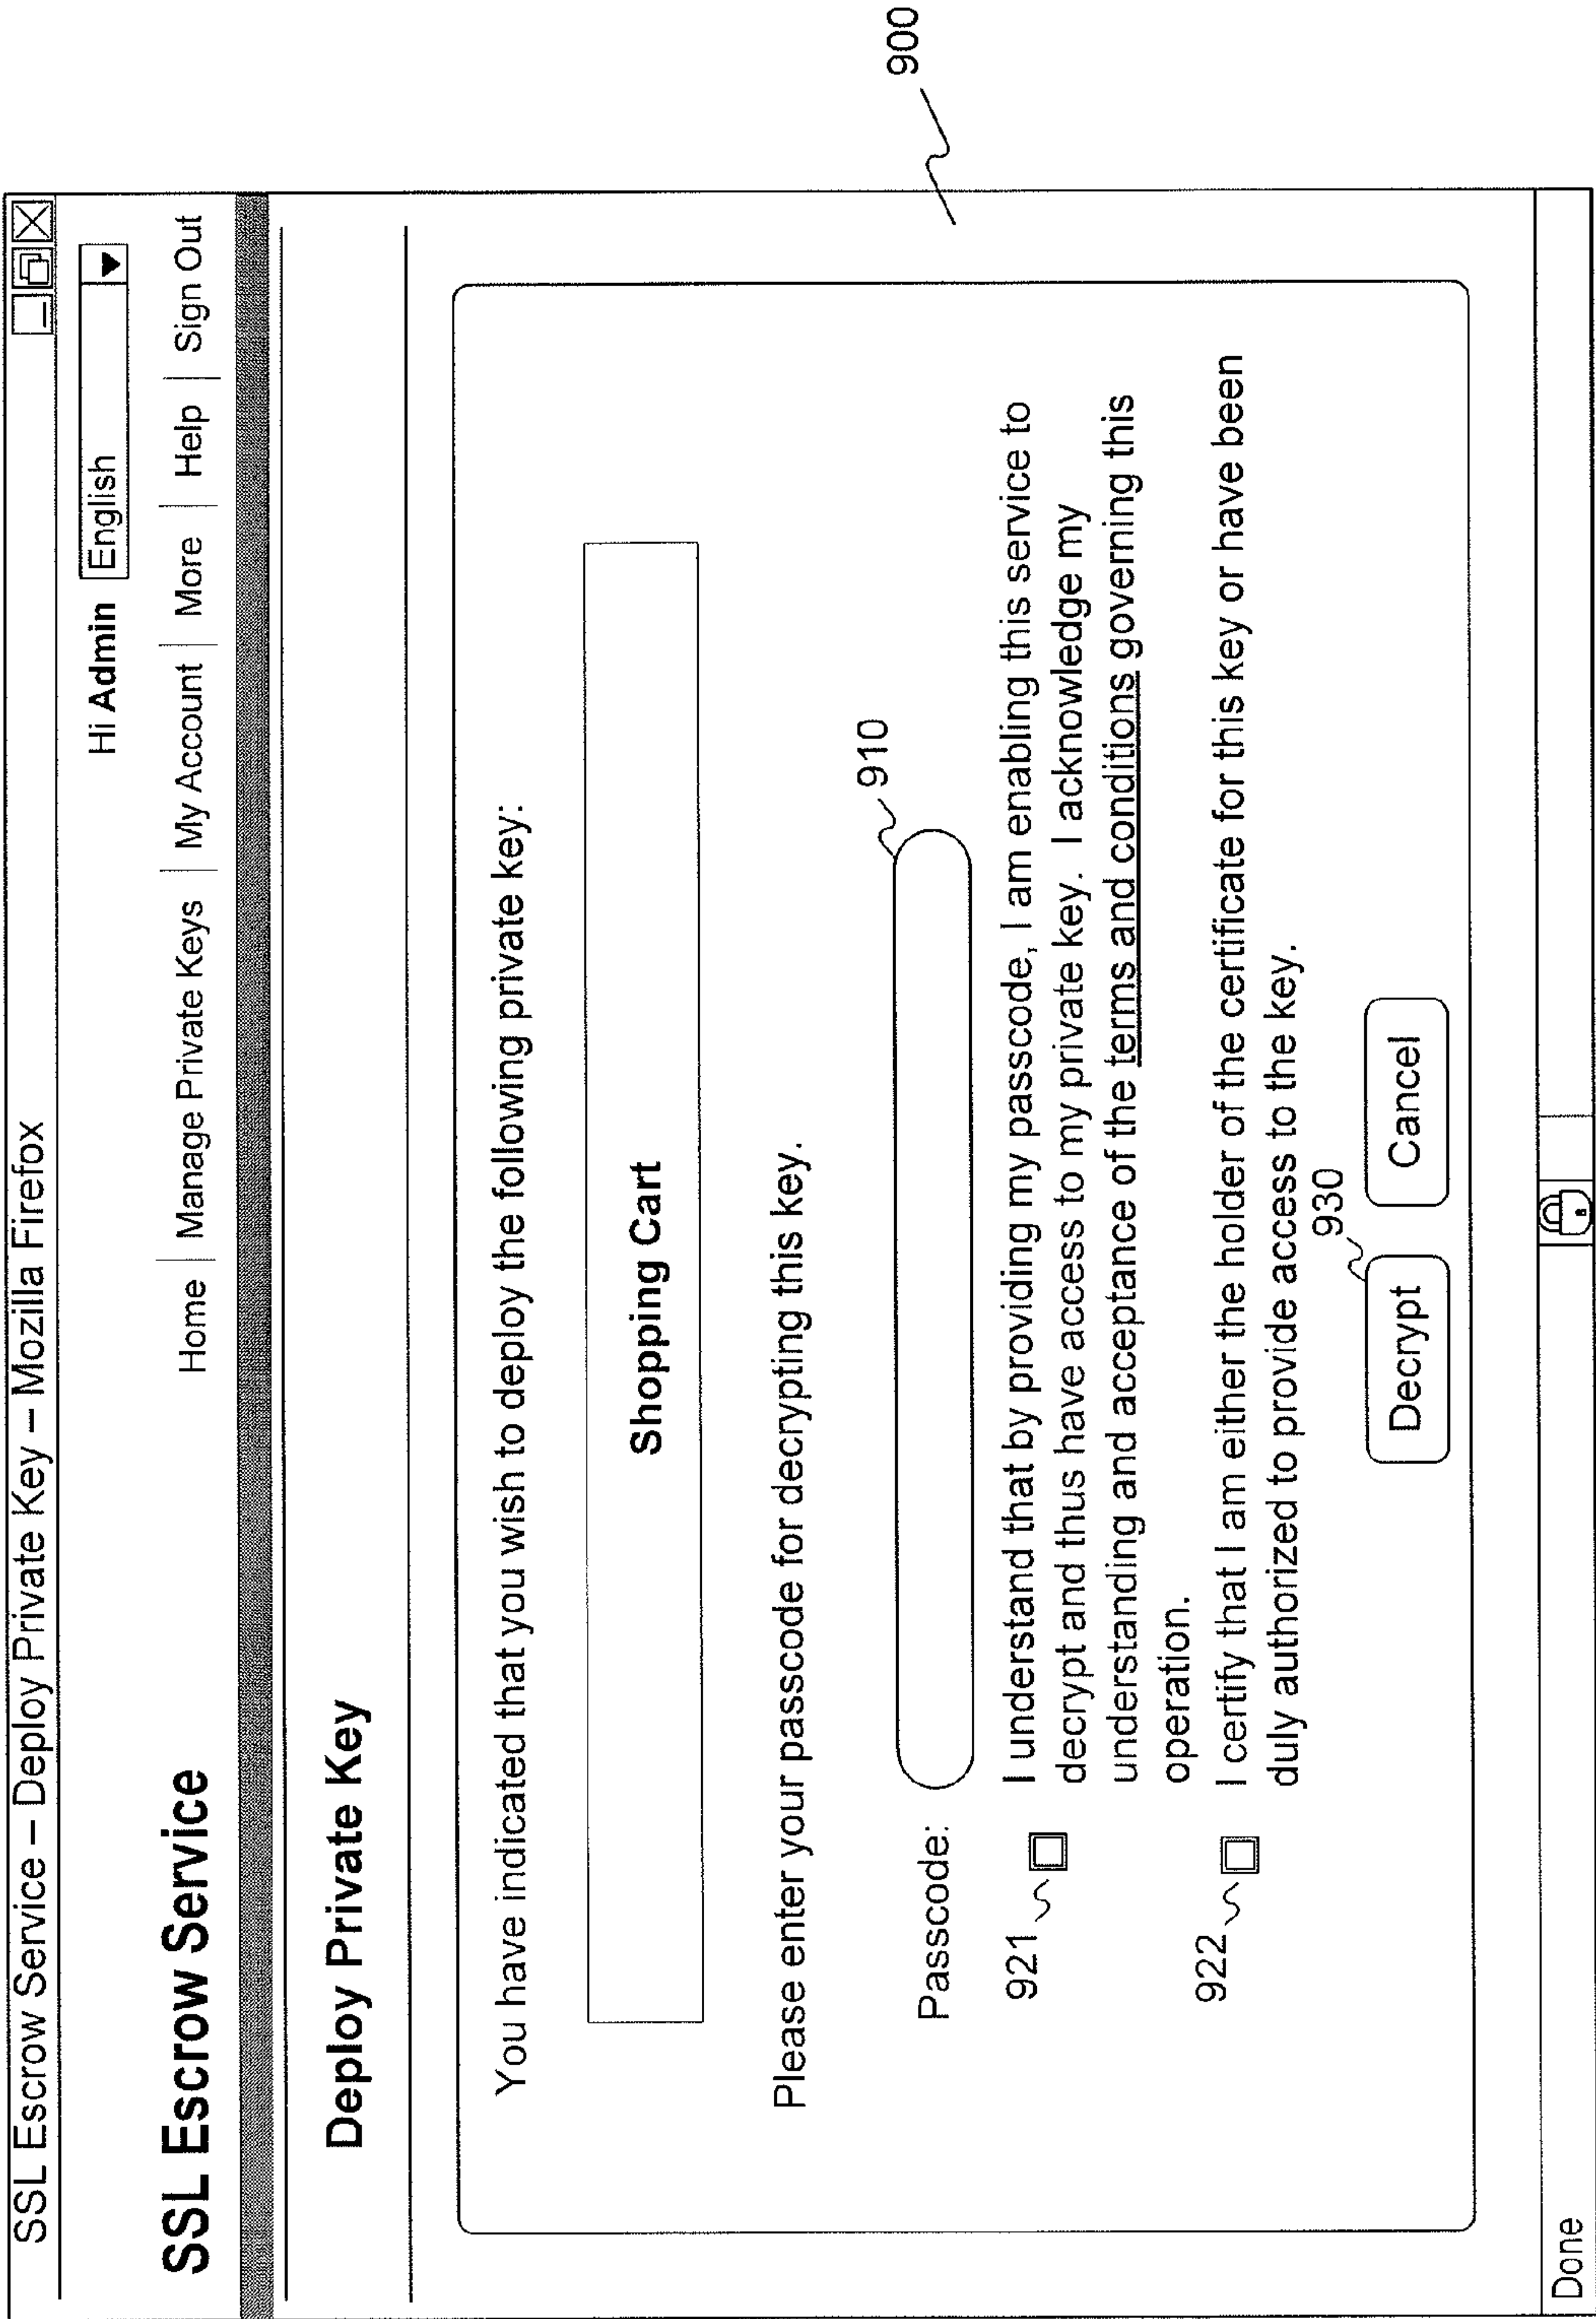 SSL Escrow Service – Deploy Private Key – Mozilla Firefox
Hi Admin English
SSL Escrow Service
Home | Manage Private Keys | My Account | More | Help | Sign Out
Deploy Private Key
900
You have indicated that you wish to deploy the following private key:
Shopping Cart
Please enter your passcode for decrypting this key.
910
Passcode:
921
I understand that by providing my passcode, I am enabling this service to
decrypt and thus have access to my private key. I acknowledge my
understanding and acceptance of the terms and conditions governing this
operation.
922
I certify that I am either the holder of the certificate for this key or have been
duly authorized to provide access to the key.
930
Decrypt
Cancel
Done